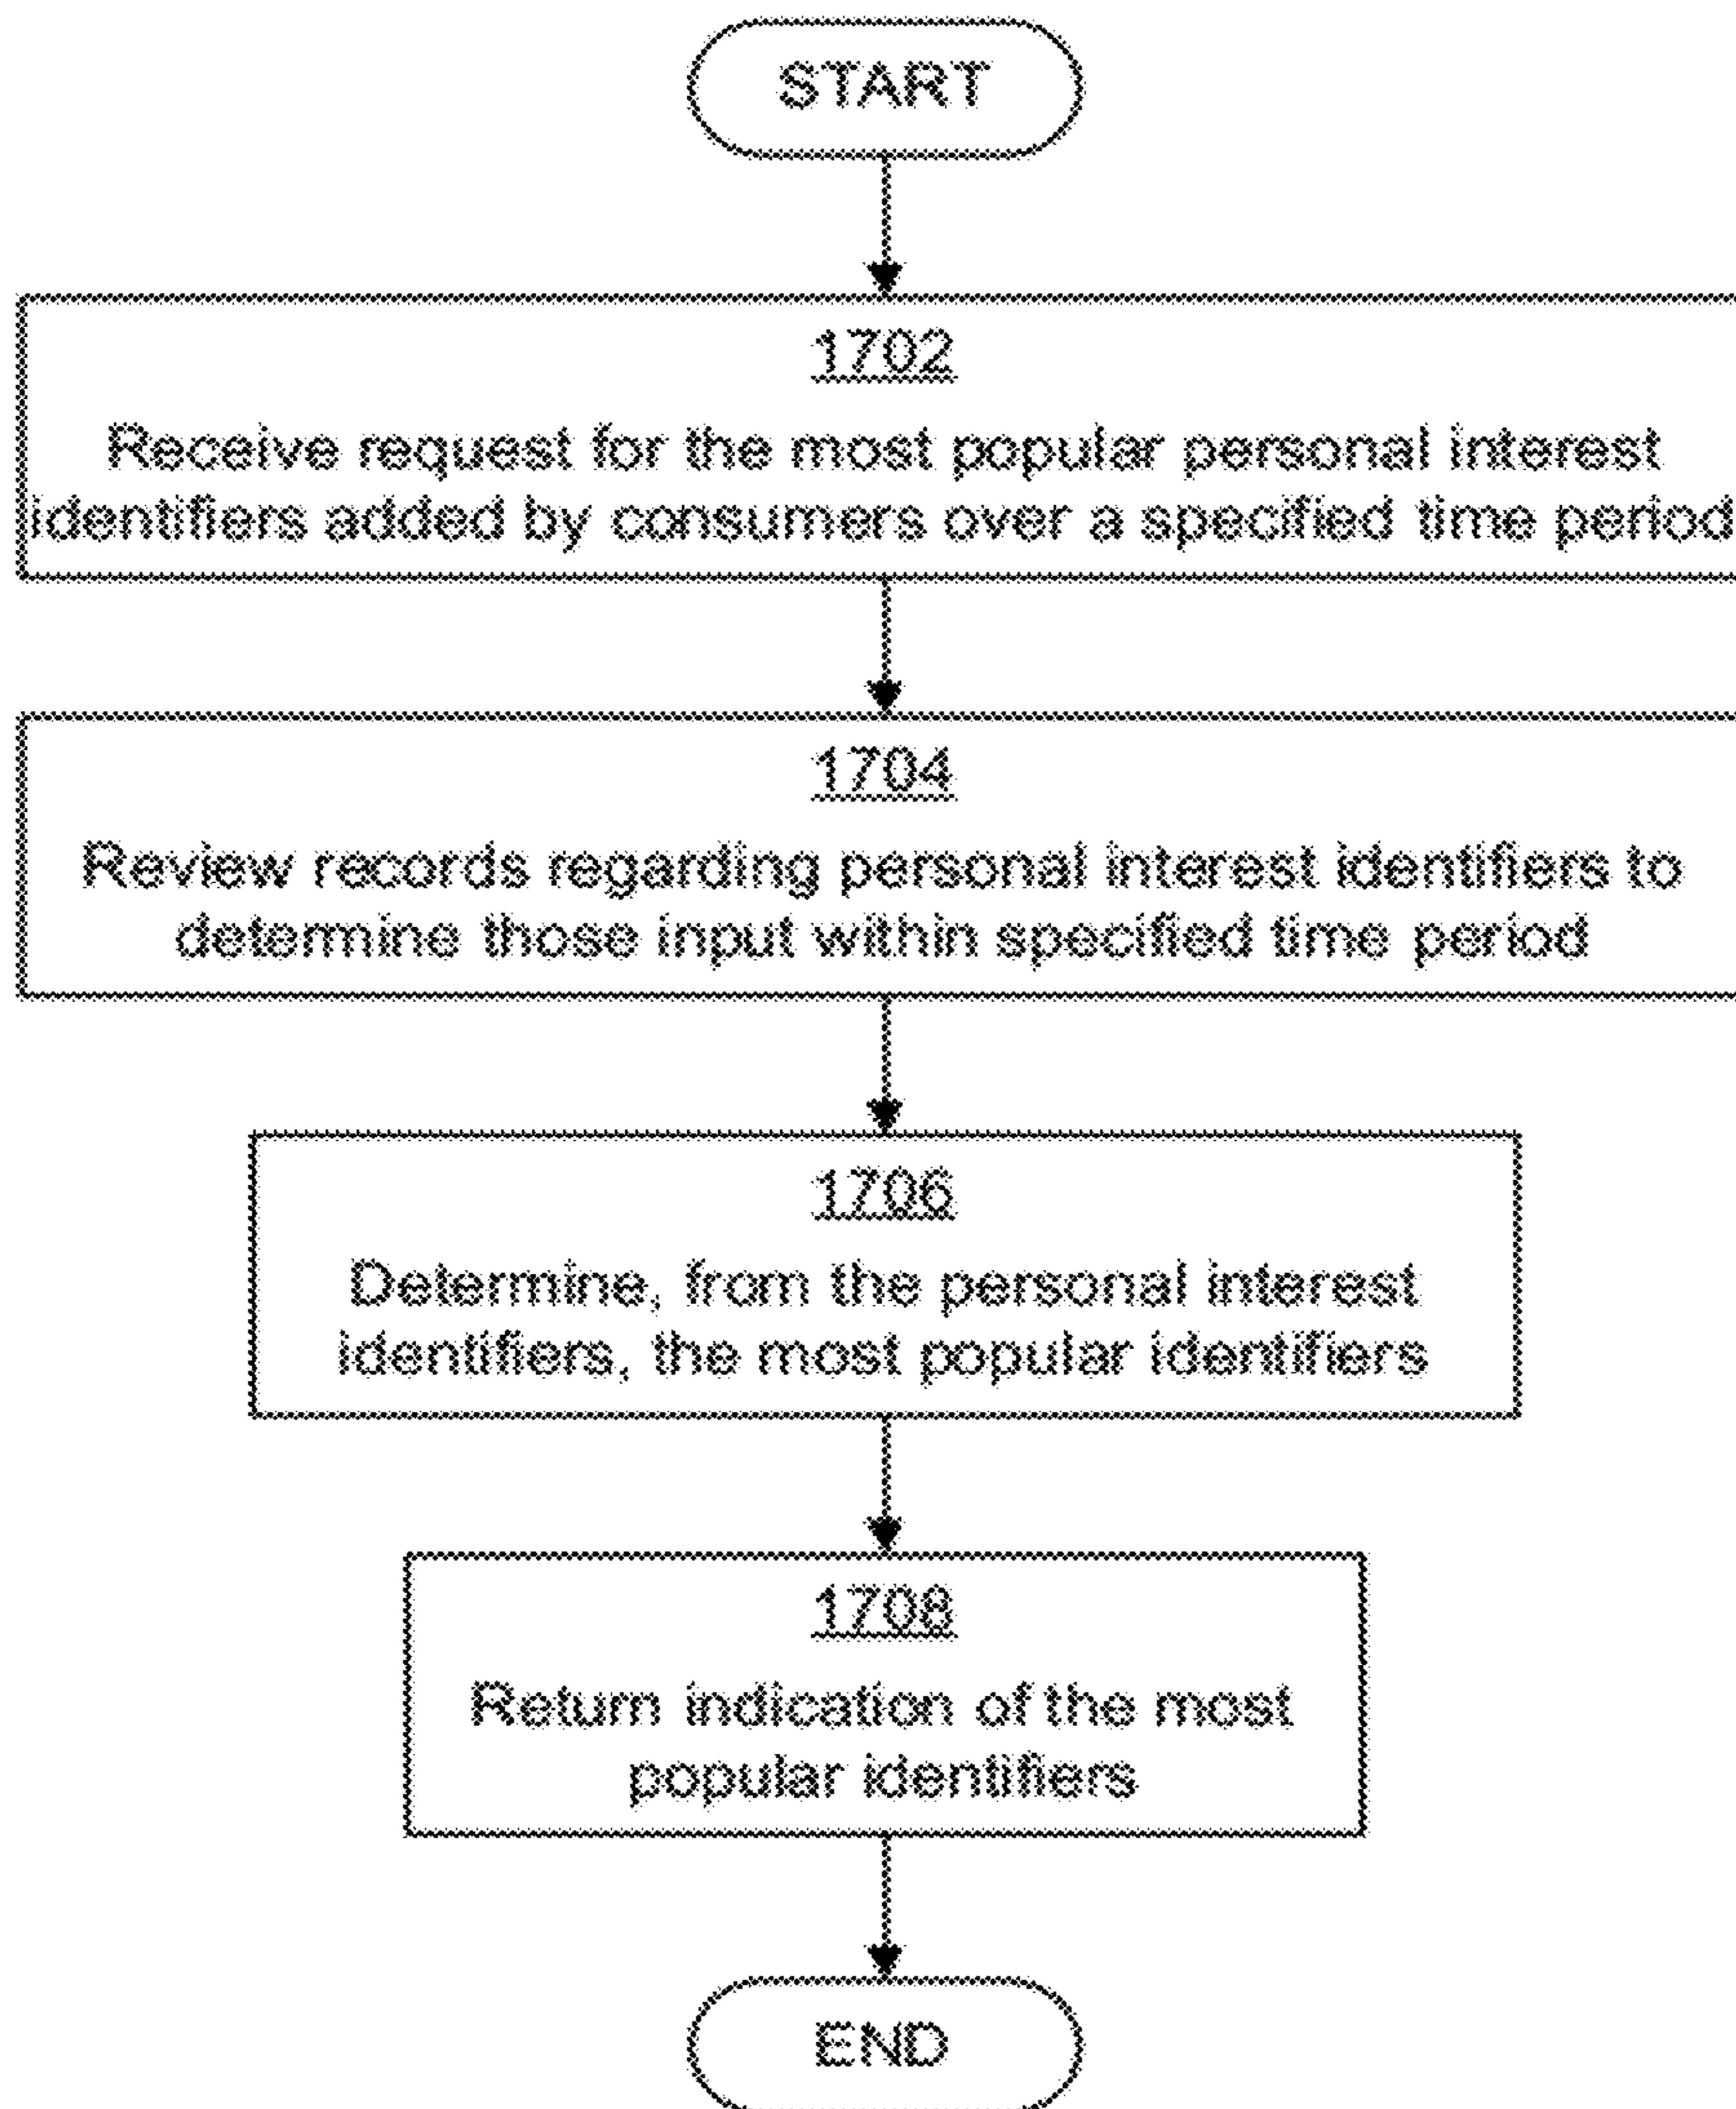 START
1702
Receive request for the most popular personal interest
identifiers added by consumers over a specified time period
1704
Review records regarding personal interest identifiers to
determine those input within specified time period
1706
Determine, from the personal interest
identifiers, the most popular identifiers
1708
Return indication of the most
popular identifiers
END